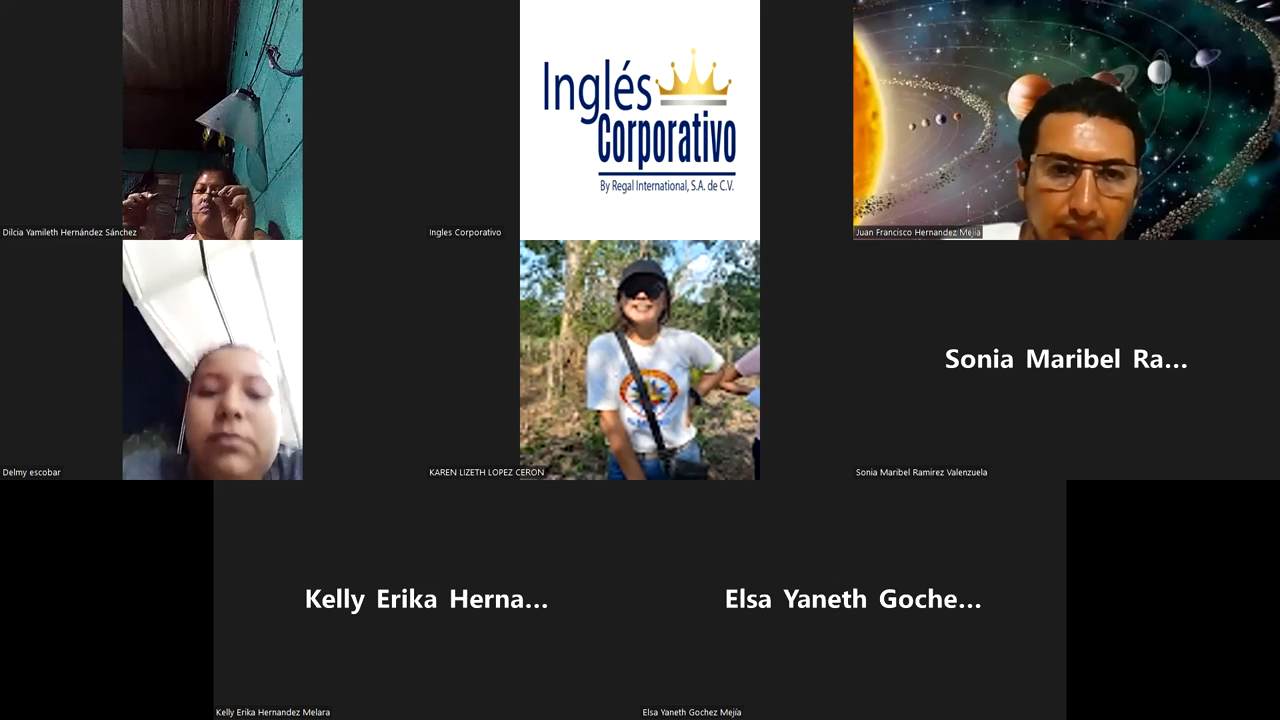 Inglés
Corporativo
By Regal International, S.A. de C.V.
Dilcia Yamileth Hernández Sánchez
Ingles Corporativo
Juan Francisco Hernandez Mejia
Sonia Maribel Ra...
Delmy escobar
KAREN LIZETH LOPEZ CERON
Sonia Maribel Ramirez Valenzuela
Kelly Erika Herna...
Elsa Yaneth Goche...
Kelly Erika Hernandez Melara
Elsa Yaneth Gochez Mejía